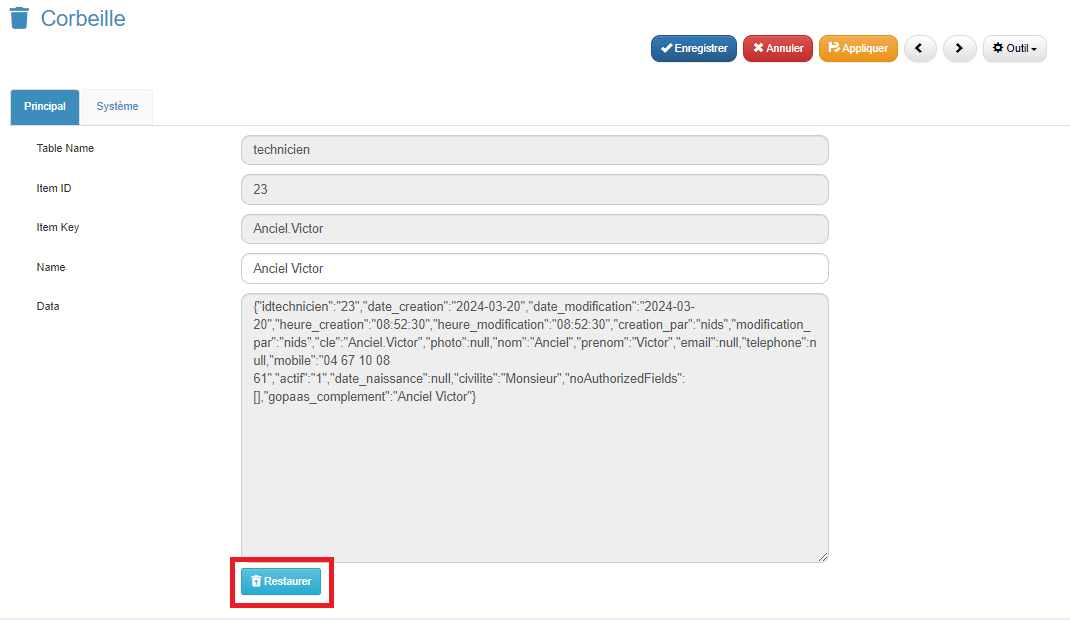 Corbeille
Enregistrer Annuler Appliquer Outil
Principal Système
Table Name technicien
Item ID 23
Item Key Anciel.Victor
Name Anciel Victor
Data {"idtechnicien":"23","date_creation":"2024-03-20","date_modification":"2024-03-
20","heure_creation":"08:52:30","heure_modification":"08:52:30","creation_par":"nids","modification_
par":"nids","cle":"Anciel.Victor","photo":null,"nom":"Anciel","prenom":"Victor","email":null,"telephone":n
ull,"mobile":"04 67 10 08
61","actif":"1","date_naissance":null,"civilite":"Monsieur","noAuthorizedFields":
[],"gopaas_complement":"Anciel Victor"}
Restaurer